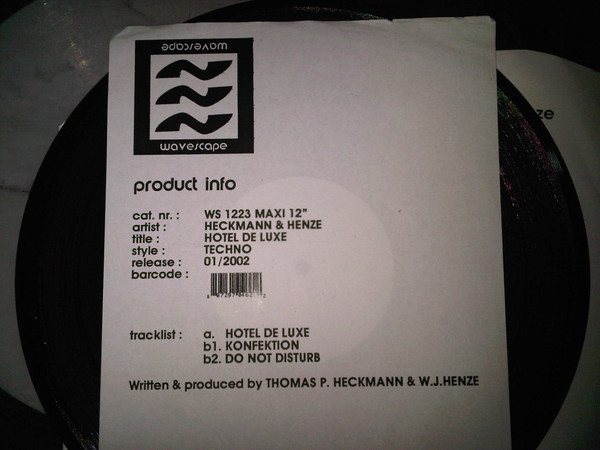 wavescape
wavescape
product info
cat. nr. : WS 1223 MAXI 12"
artist : HECKMANN & HENZE
title : HOTEL DE LUXE
style : TECHNO
release : 01/2002
barcode :
tracklist : a. HOTEL DE LUXE
b1. KONFEKTION
b2. DO NOT DISTURB
Written & produced by THOMAS P. HECKMANN & W.J.HENZE
ze